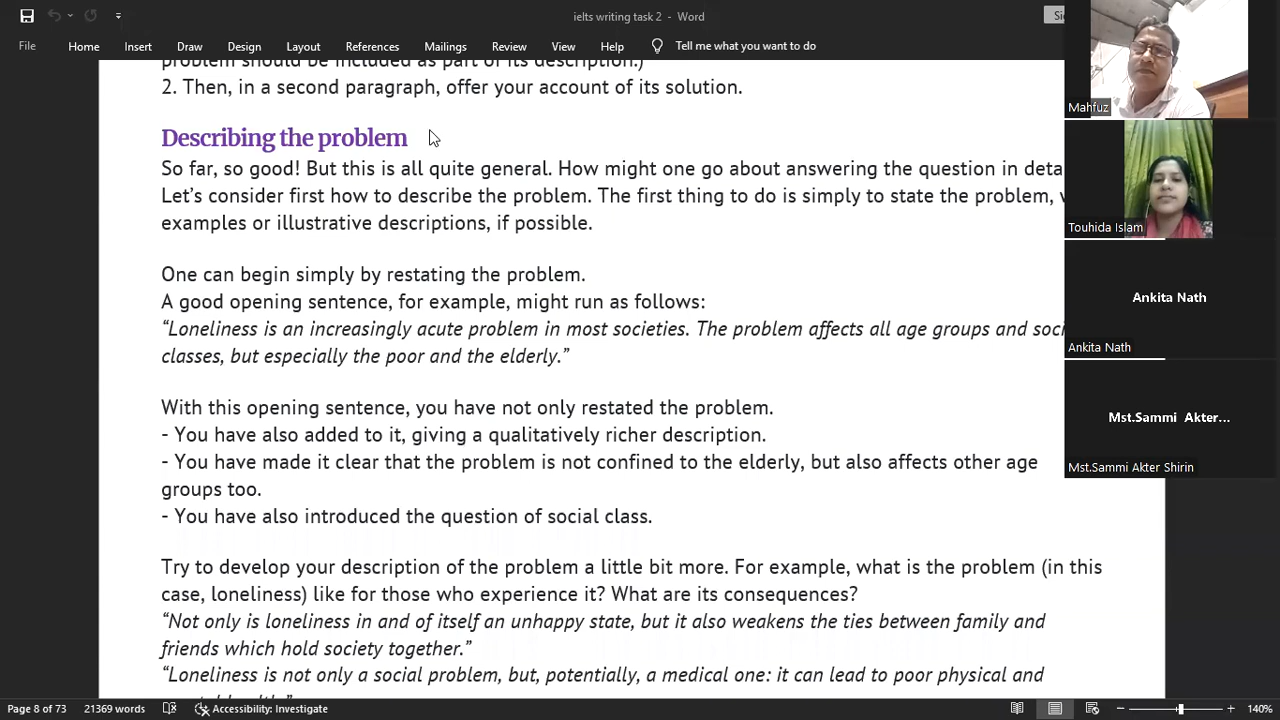 ielts writing task 2 - Word
File Home Insert Draw Design Layout References Mailings Review View Help Tell me what you want to do
problem should be included as part of its description.)
2. Then, in a second paragraph, offer your account of its solution.
Describing the problem
So far, so good! But this is all quite general. How might one go about answering the question in
Let’s consider first how to describe the problem. The first thing to do is simply to state the problem,
examples or illustrative descriptions, if possible.
One can begin simply by restating the problem.
A good opening sentence, for example, might run as follows:
“Loneliness is an increasingly acute problem in most societies. The problem affects all age groups and
classes, but especially the poor and the elderly.”
With this opening sentence, you have not only restated the problem.
- You have also added to it, giving a qualitatively richer description.
- You have made it clear that the problem is not confined to the elderly, but also affects other age
groups too.
- You have also introduced the question of social class.
Try to develop your description of the problem a little bit more. For example, what is the problem (in this
case, loneliness) like for those who experience it? What are its consequences?
“Not only is loneliness in and of itself an unhappy state, but it also weakens the ties between family and
friends which hold society together.”
“Loneliness is not only a social problem, but, potentially, a medical one: it can lead to poor physical and
Mahfuz
Touhida Islam
Ankita Nath
Ankita Nath
Mst.Sammi Akter...
Mst.Sammi Akter Shirin
Page 8 of 73 21369 words Accessibility: Investigate 140%